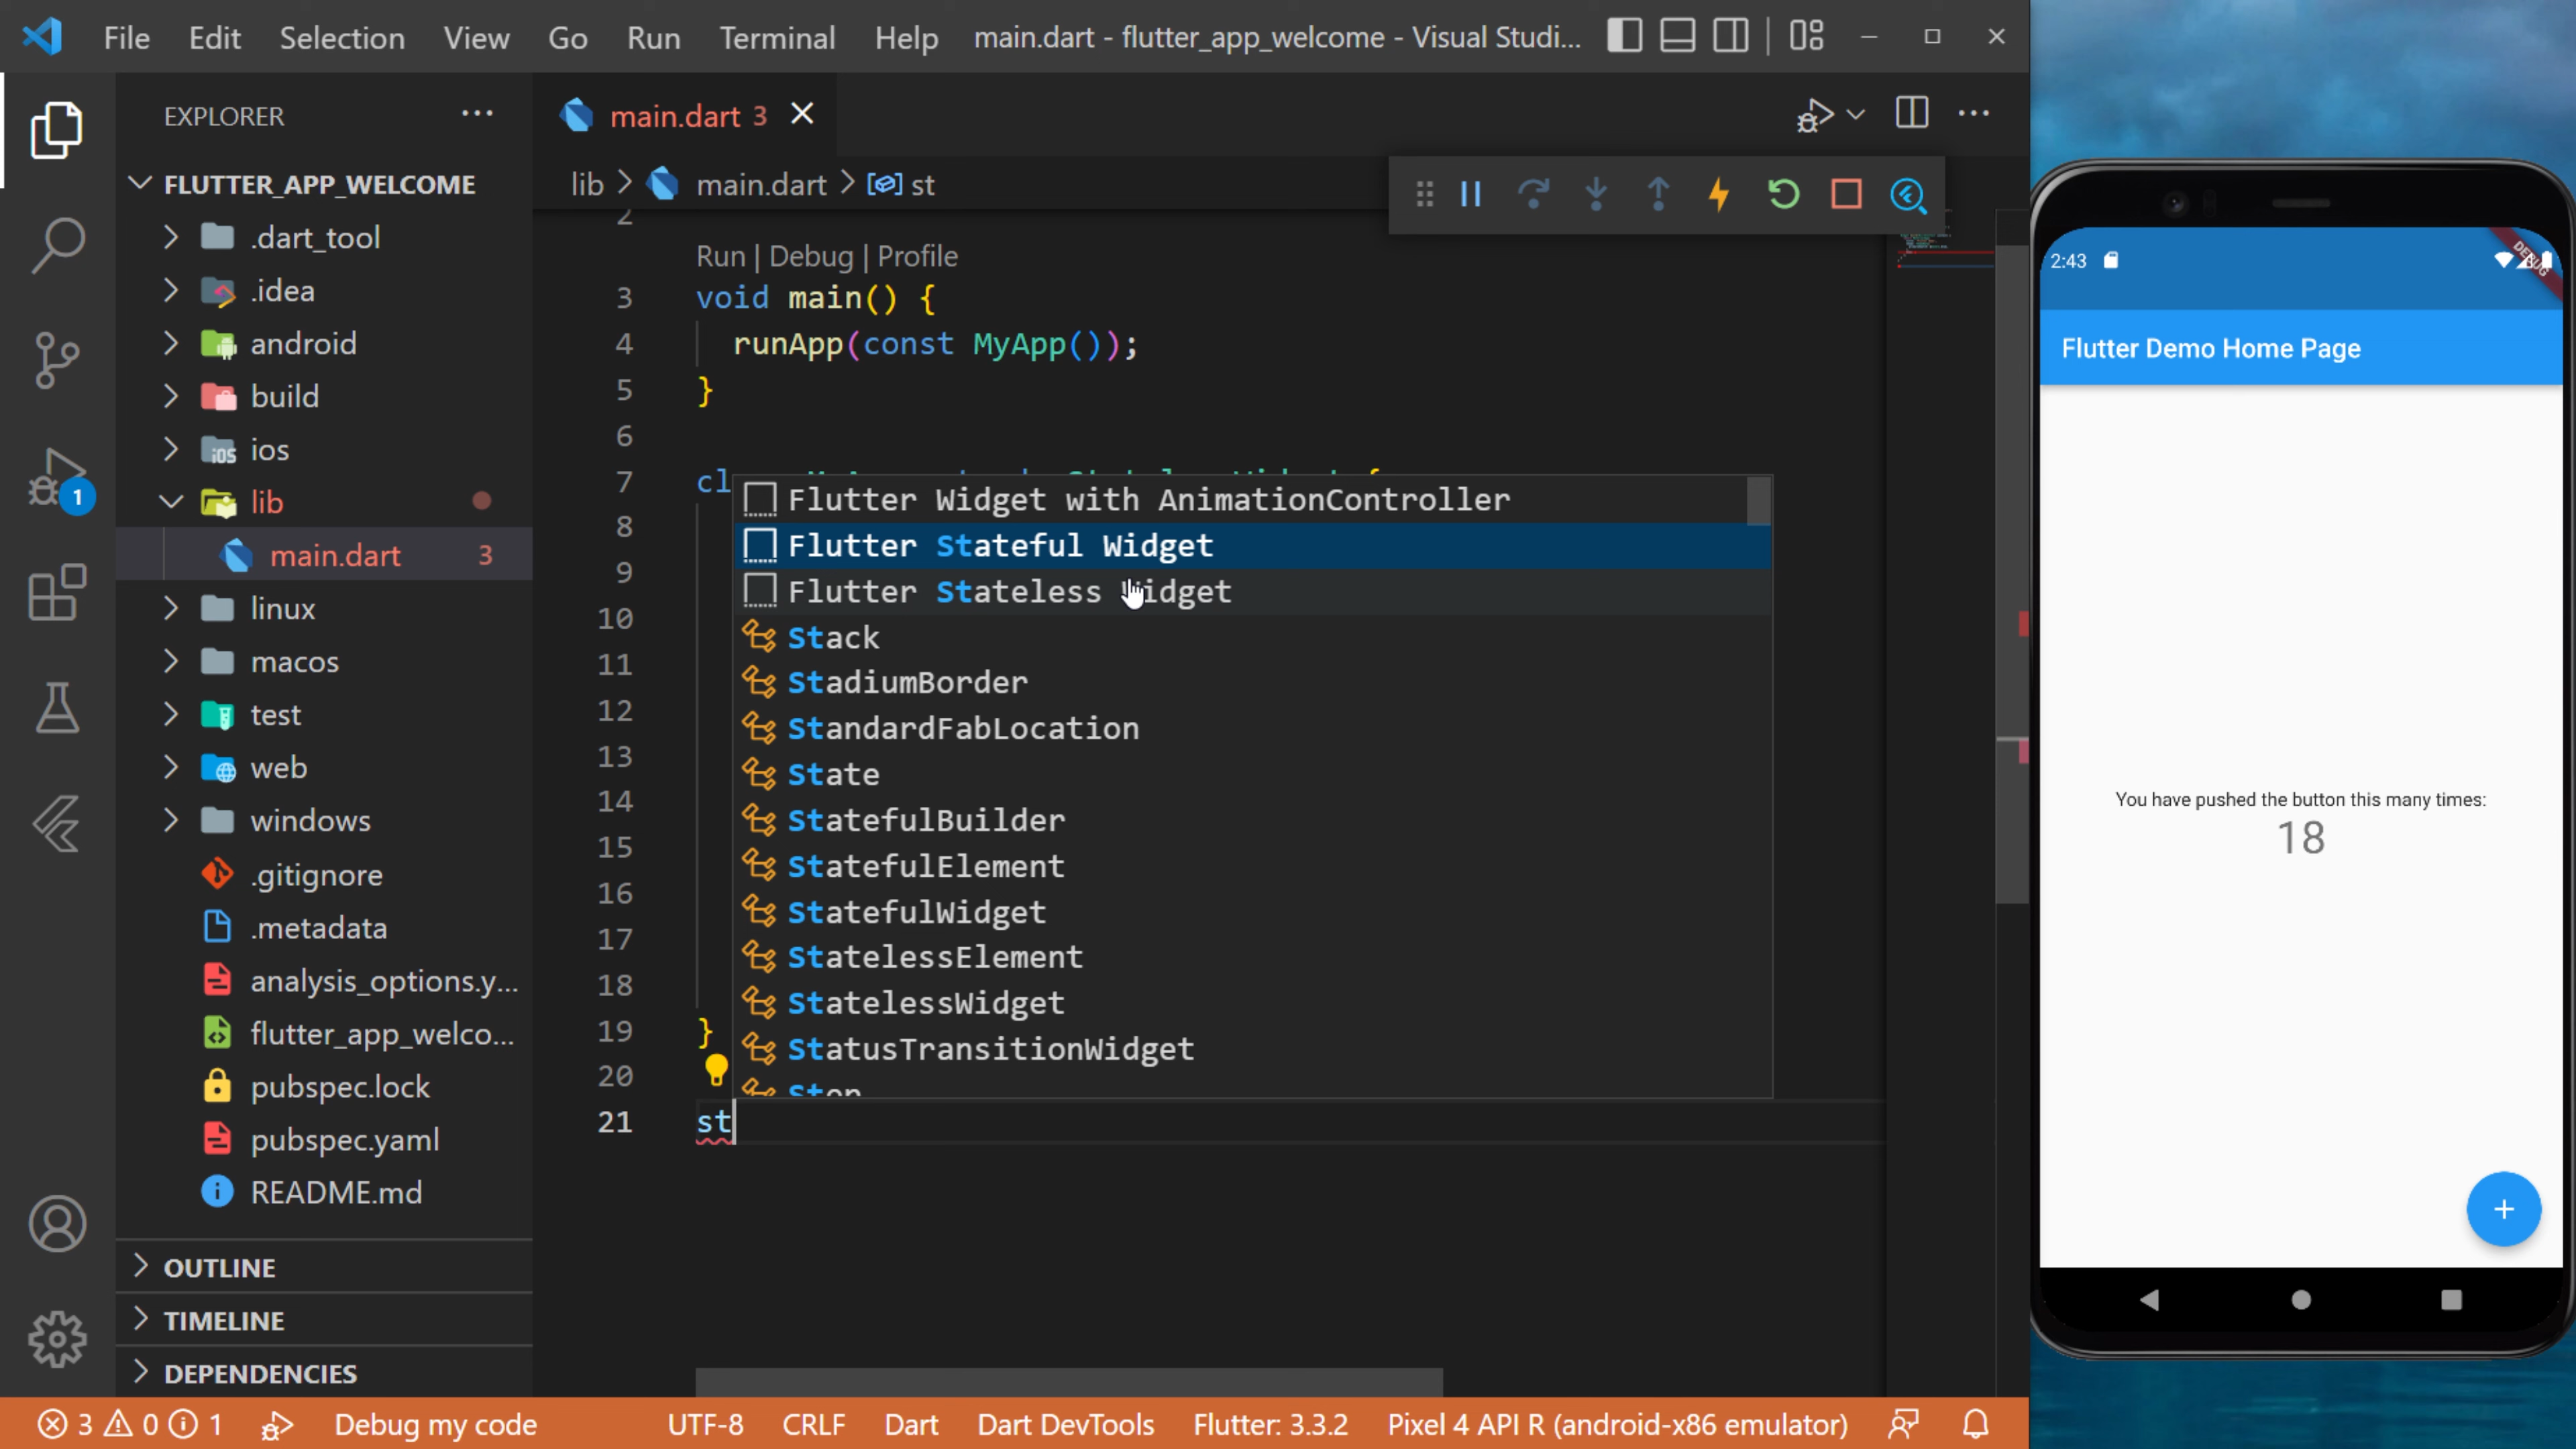 File Edit Selection View Go Run Terminal Help main.dart - flutter_app_welcome - Visual Studi...
EXPLORER
FLUTTER_APP_WELCOME
.dart_tool
.idea
android
build
ios
lib
main.dart 3
linux
macos
test
web
windows
.gitignore
.metadata
analysis_options.y...
flutter_app_welco...
pubspec.lock
pubspec.yaml
README.md
OUTLINE
TIMELINE
DEPENDENCIES
main.dart 3
lib > main.dart > st
2
Run | Debug | Profile
3 void main() {
4 runApp(const MyApp());
5 }
6
7 cl
8
9
10
11
12
13
14
15
16
17
18
19 }
20
21 st
Flutter Widget with AnimationController
Flutter Stateful Widget
Flutter Stateless Widget
Stack
StadiumBorder
StandardFabLocation
State
StatefulBuilder
StatefulElement
StatefulWidget
StatelessElement
StatelessWidget
StatusTransitionWidget
1
3 0 1 Debug my code UTF-8 CRLF Dart Dart DevTools Flutter: 3.3.2 Pixel 4 API R (android-x86 emulator)
2:43
DEBUG
Flutter Demo Home Page
You have pushed the button this many times:
18
+